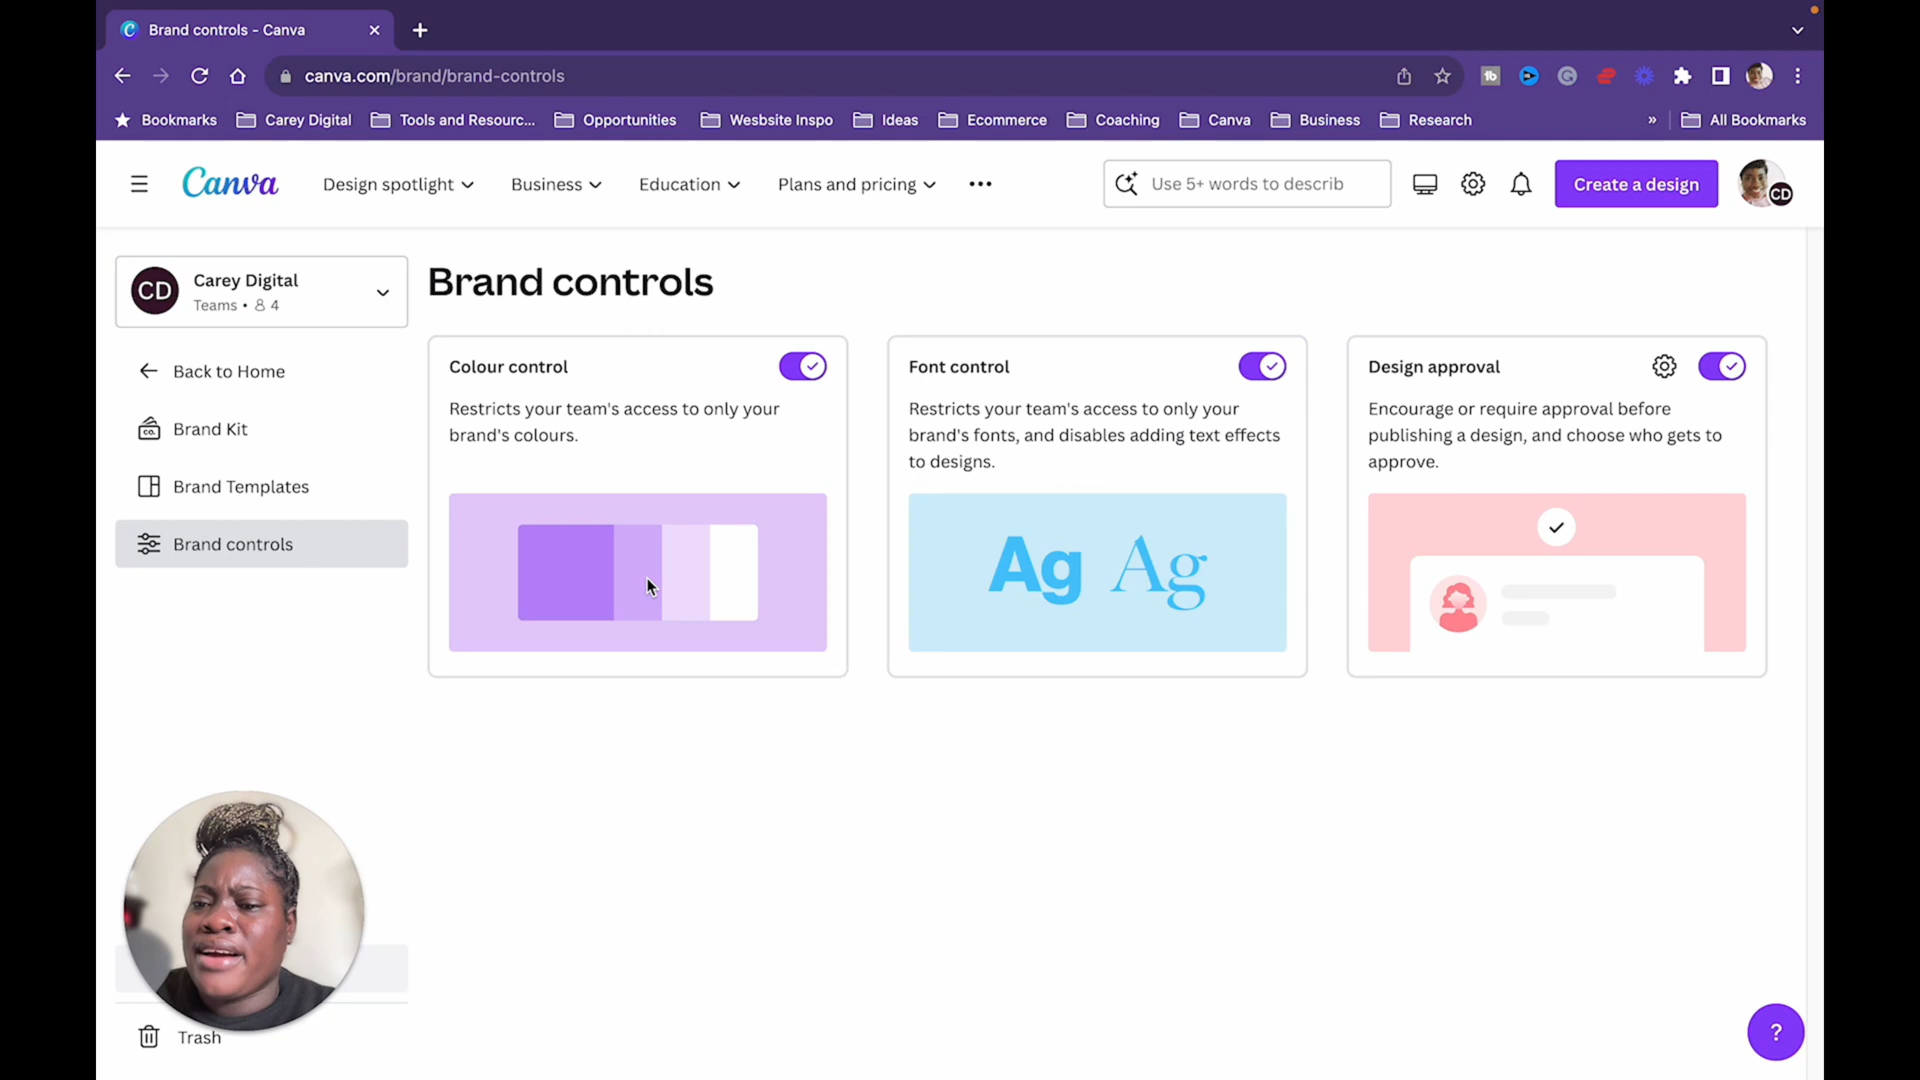 Brand controls - Canva
canva.com/brand/brand-controls
Bookmarks
Carey Digital
Tools and Resourc...
Opportunities
Wesbsite Inspo
Ideas
Ecommerce
Coaching
Canva
Business
Research
»
All Bookmarks
Canva
Design spotlight
Business
Education
Plans and pricing
Use 5+ words to describ
Create a design
CD
CD
Carey Digital
Teams • 4
Back to Home
Brand Kit
CO.
Brand Templates
Brand controls
Trash
Brand controls
Colour control
Restricts your team's access to only your
brand's colours.
Font control
Restricts your team's access to only your
brand's fonts, and disables adding text effects
to designs.
Ag Ag
Design approval
Encourage or require approval before
publishing a design, and choose who gets to
approve.
?